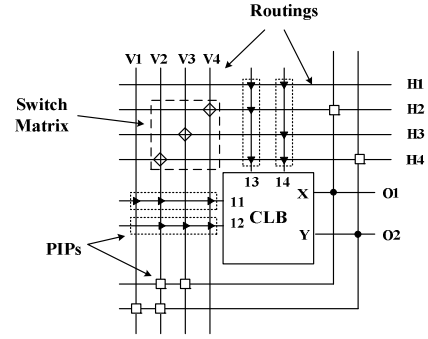 Routings
V1 V2 V3 V4
H1
Switch
Matrix
H2
H3
H4
13 14
11
X
O1
CLB
12
Y
O2
PIPs